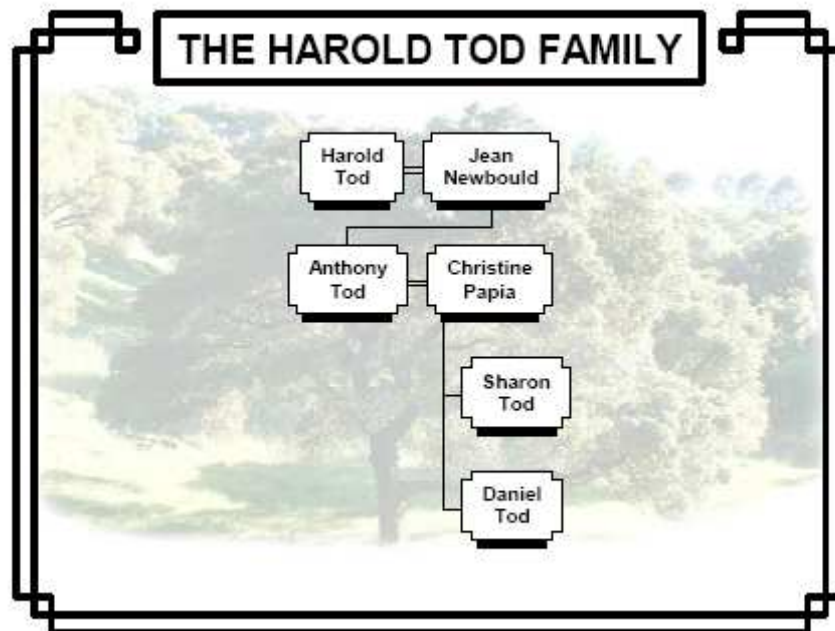 THE HAROLD TOD FAMILY
Harold
Tod
Jean
Newbould
Anthony
Tod
Christine
Papia
Sharon
Tod
Daniel
Tod